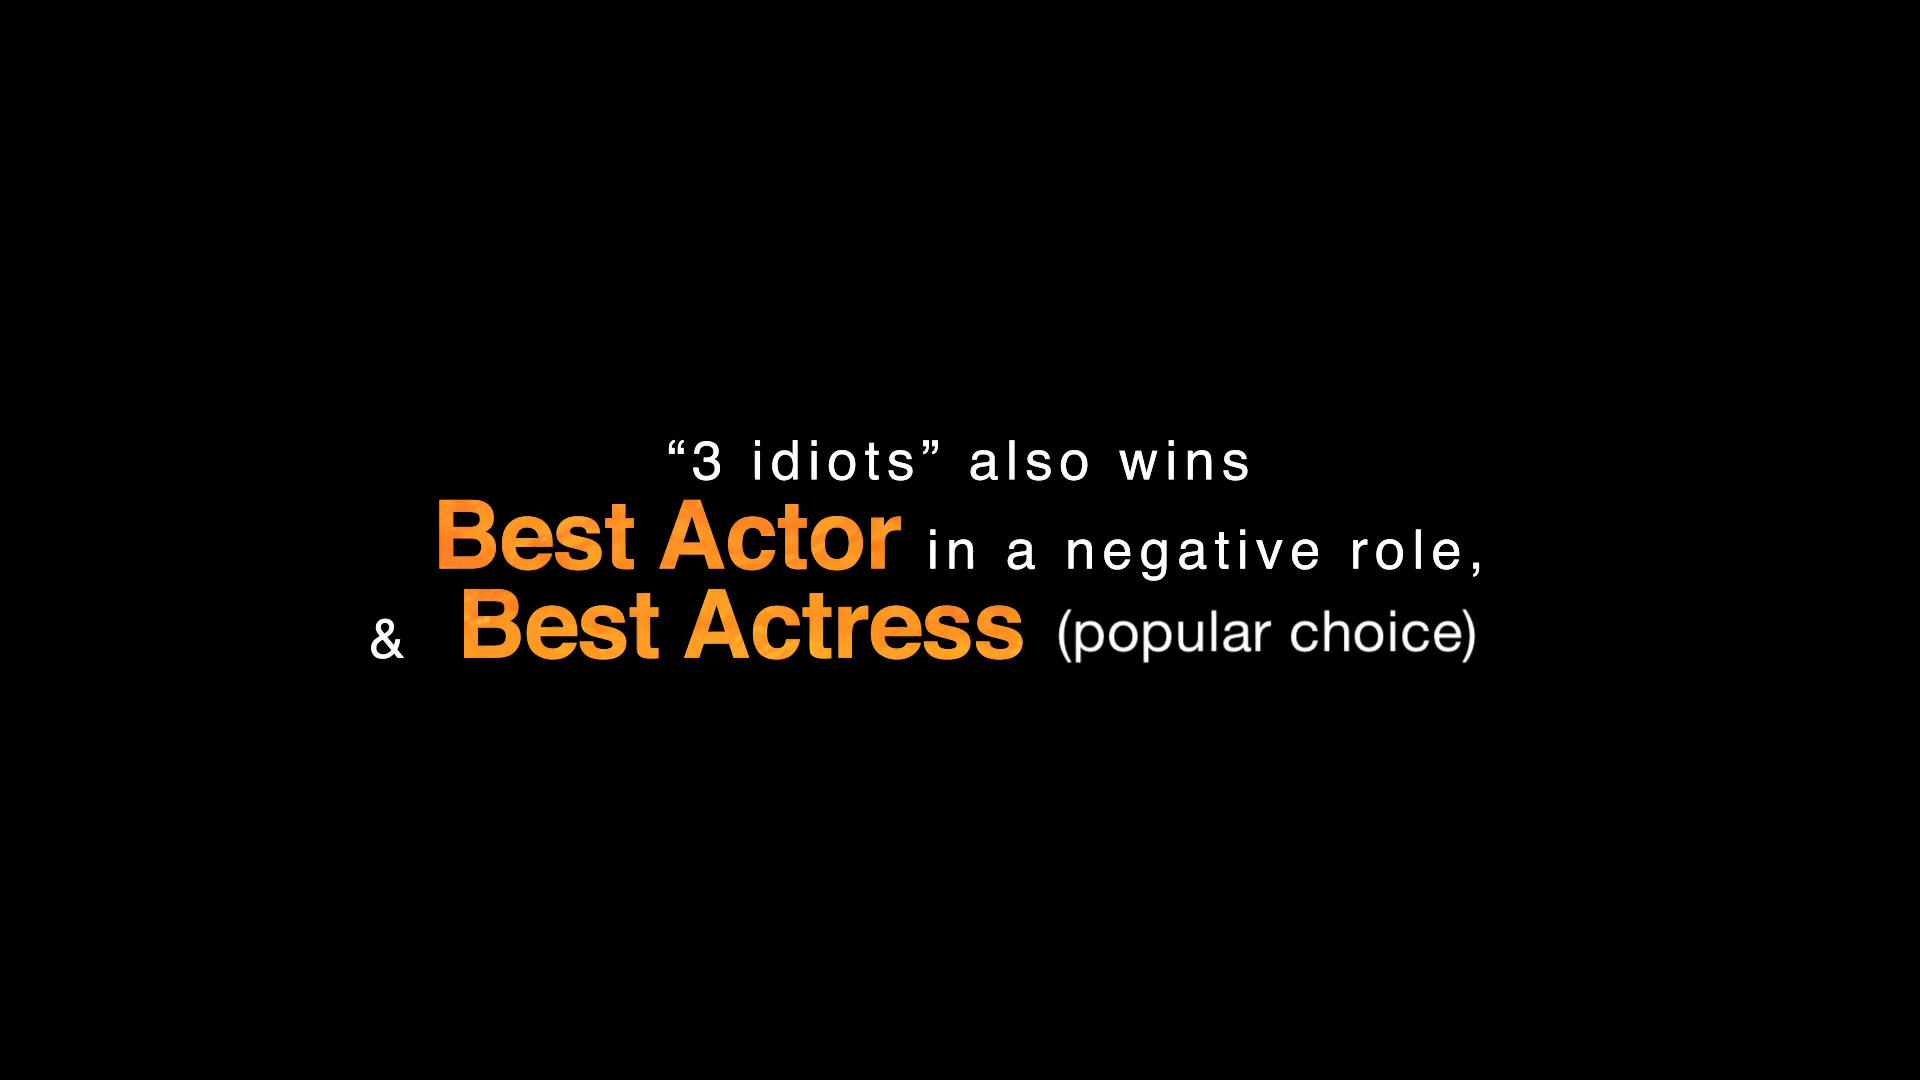 “3 idiots” also wins
Best Actor in a negative role,
& Best Actress (popular choice)